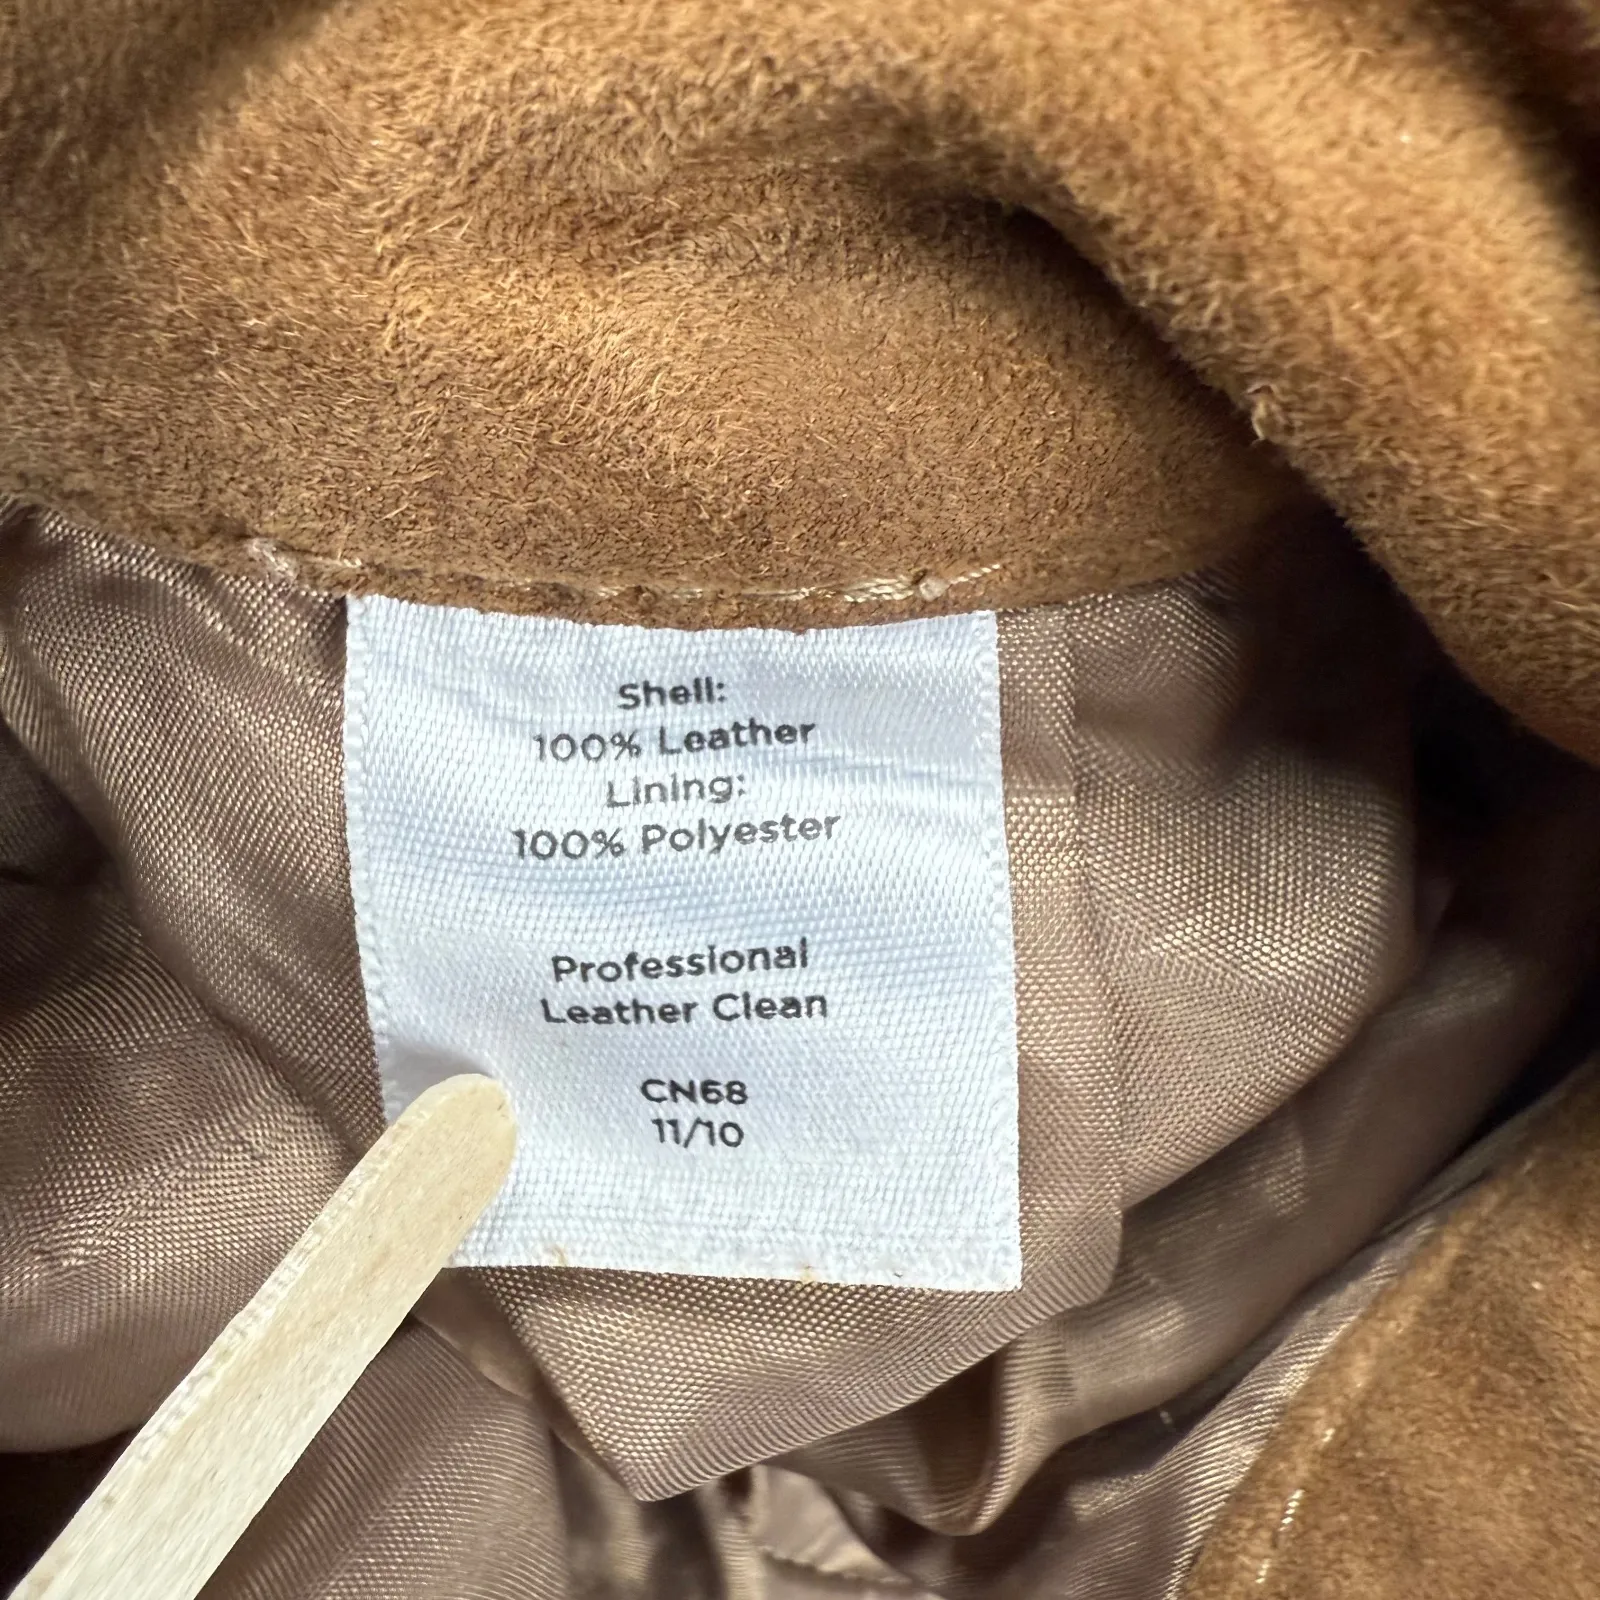 Shell:
100% Leather
Lining:
100% Polyester
Professional
Leather Clean
CN68
11/10